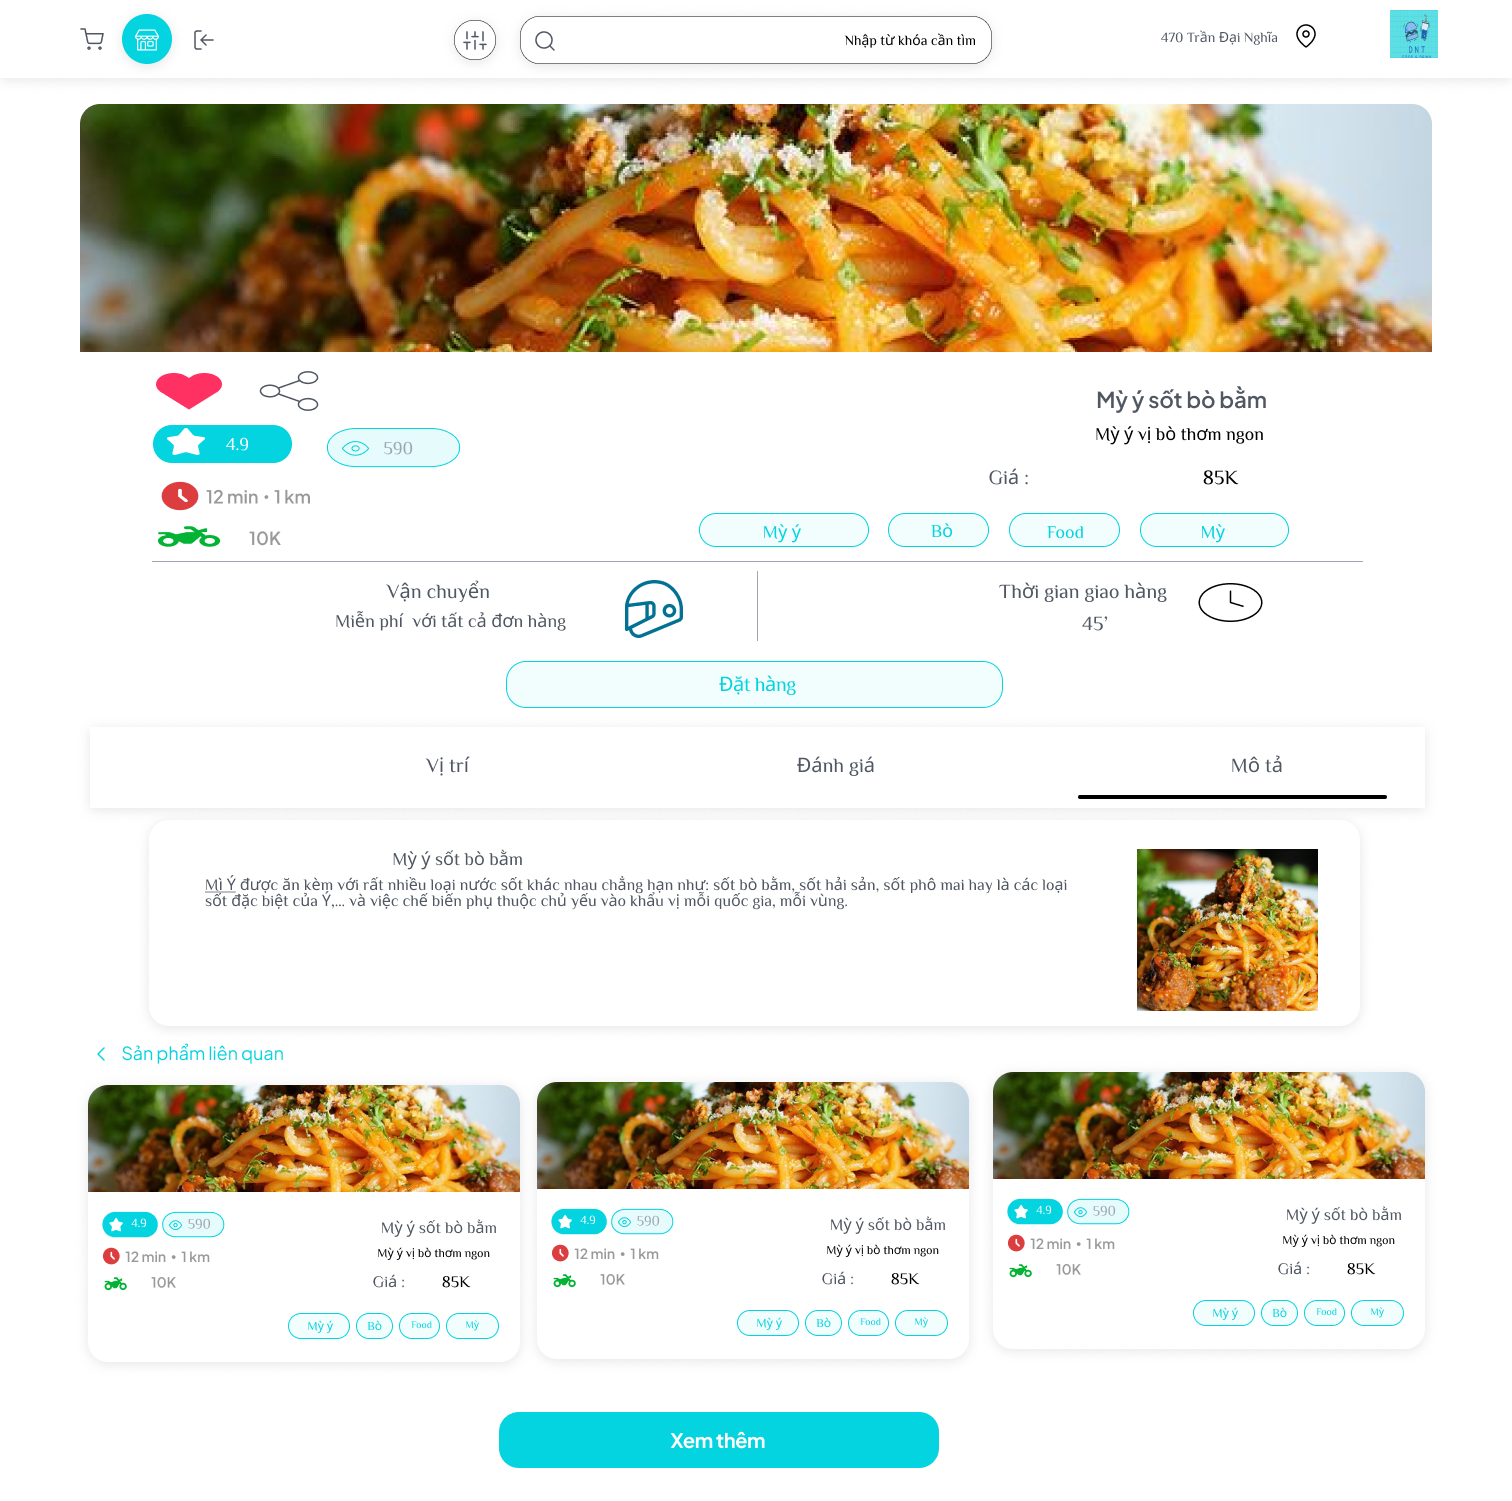 Nhập từ khóa cần tìm
470 Trần Đại Nghĩa
DNT
Mỳ ý sốt bò bằm
4.9
590
Mỳ ý vị bò thơm ngon
Giá :
85K
12 min • 1 km
10K
Mỳ ý
Bò
Food
Mỳ
Vận chuyển
Miễn phí với tất cả đơn hàng
Thời gian giao hàng
45’
Đặt hàng
Vị trí
Đánh giá
Mô tả
Mỳ ý sốt bò bằm
Mì Ý được ăn kèm với rất nhiều loại nước sốt khác nhau chẳng hạn như: sốt bò bằm, sốt hải sản, sốt phô mai hay là các loại
sốt đặc biệt của Ý,... và việc chế biến phụ thuộc chủ yếu vào khẩu vị mỗi quốc gia, mỗi vùng.
Sản phẩm liên quan
4.9
590
Mỳ ý sốt bò bằm
12 min • 1 km
Mỳ ý vị bò thơm ngon
10K
Giá :
85K
Mỳ ý
Bò
Food
Mỳ
4.9
590
Mỳ ý sốt bò bằm
12 min • 1 km
Mỳ ý vị bò thơm ngon
10K
Giá :
85K
Mỳ ý
Bò
Food
Mỳ
4.9
590
Mỳ ý sốt bò bằm
12 min • 1 km
Mỳ ý vị bò thơm ngon
10K
Giá :
85K
Mỳ ý
Bò
Food
Mỳ
Xem thêm